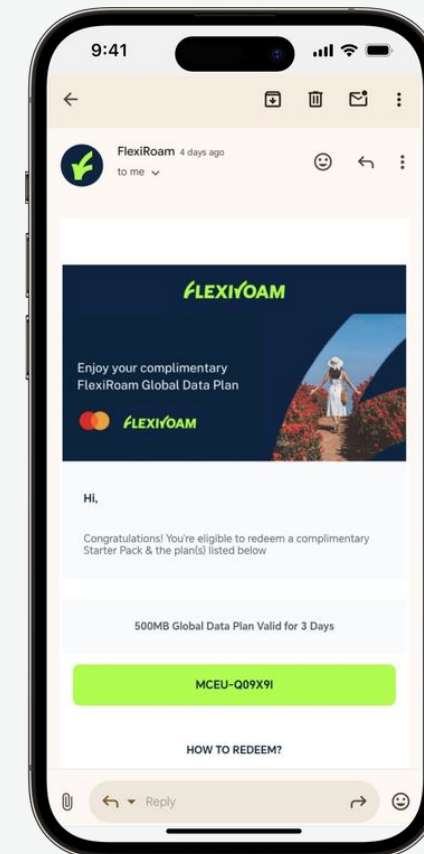 9:41
FlexiRoam 4 days ago
to me
FLEXIROAM
Enjoy your complimentary
FlexiRoam Global Data Plan
FLEXIROAM
Hi,
Congratulations! You're eligible to redeem a complimentary
Starter Pack & the plan(s) listed below
500MB Global Data Plan Valid for 3 Days
MCEU-Q09X9I
HOW TO REDEEM?
Reply